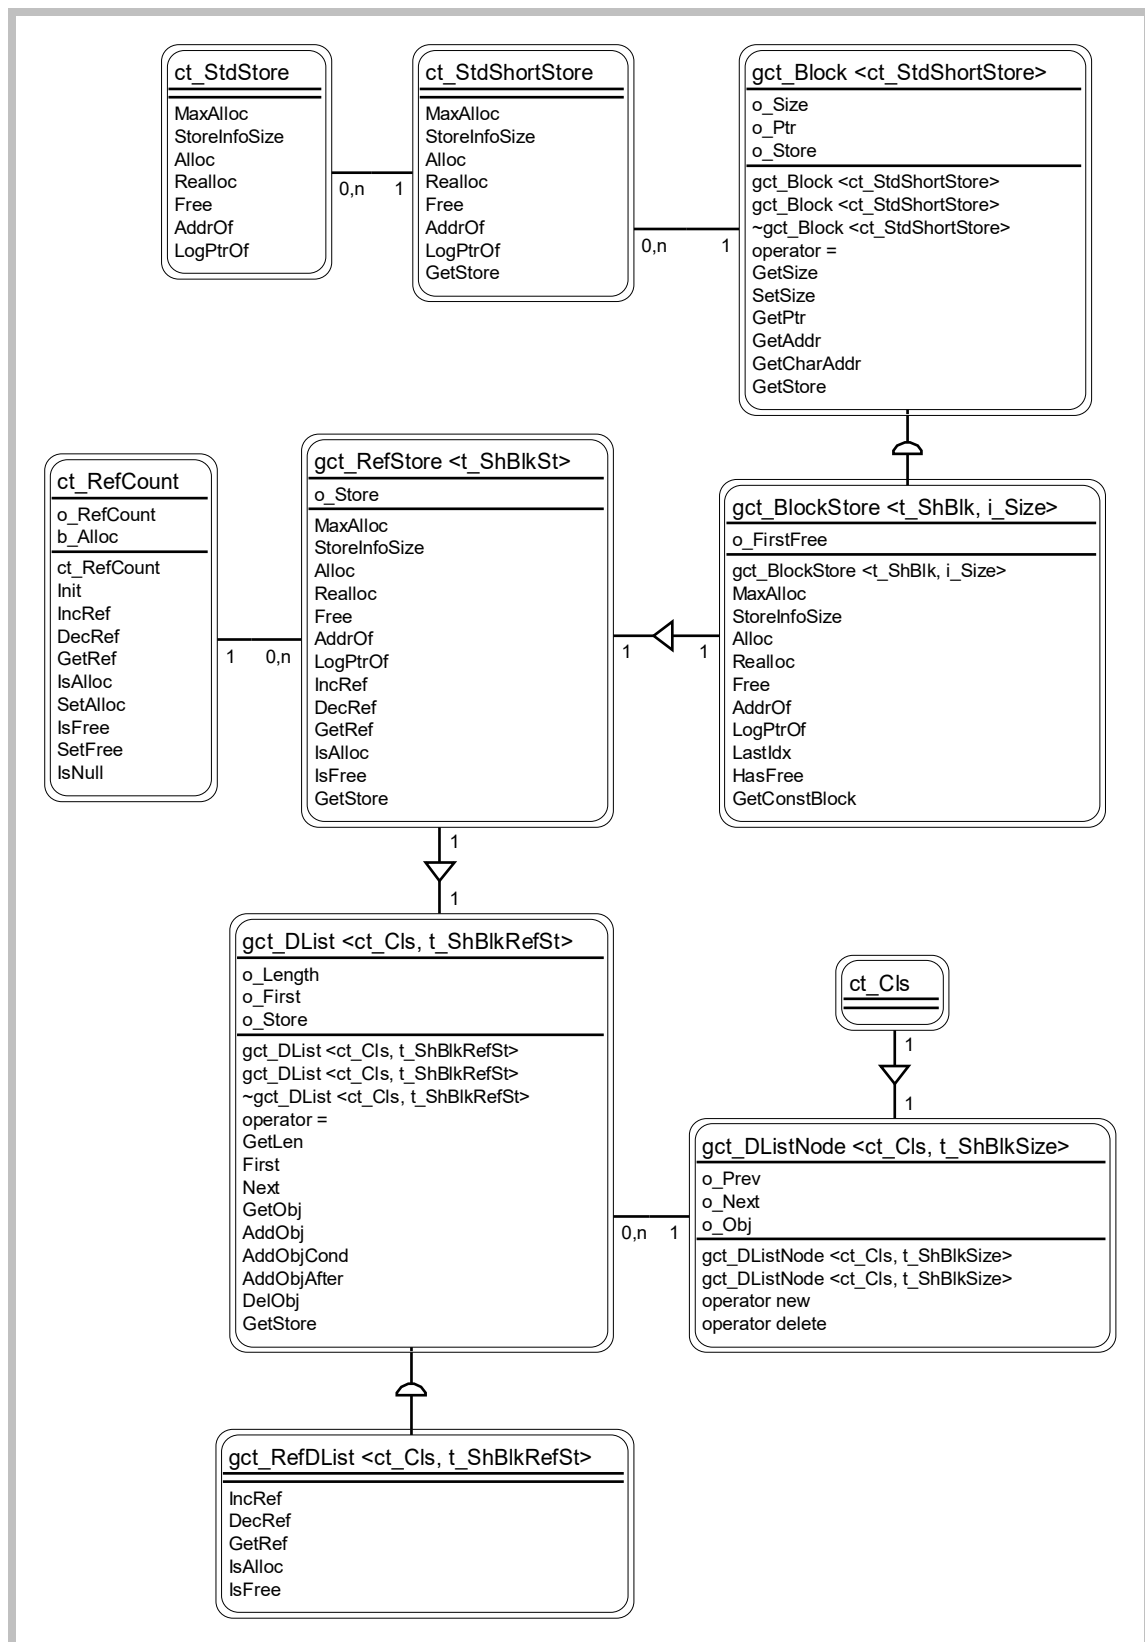 ct_StdStore
MaxAlloc
StoreInfoSize
Alloc
Realloc
Free
AddrOf
LogPtrOf
0,n
1
ct_StdShortStore
MaxAlloc
StoreInfoSize
Alloc
Realloc
Free
AddrOf
LogPtrOf
GetStore
0,n
1
gct_Block <ct_StdShortStore>
o_Size
o_Ptr
o_Store
gct_Block <ct_StdShortStore>
gct_Block <ct_StdShortStore>
~gct_Block <ct_StdShortStore>
operator =
GetSize
SetSize
GetPtr
GetAddr
GetCharAddr
GetStore
ct_RefCount
o_RefCount
b_Alloc
ct_RefCount
Init
IncRef
DecRef
GetRef
IsAlloc
SetAlloc
IsFree
SetFree
IsNull
1
0,n
gct_RefStore <t_ShBlkSt>
o_Store
MaxAlloc
StoreInfoSize
Alloc
Realloc
Free
AddrOf
LogPtrOf
IncRef
DecRef
GetRef
IsAlloc
IsFree
GetStore
1
1
gct_BlockStore <t_ShBlk, i_Size>
o_FirstFree
gct_BlockStore <t_ShBlk, i_Size>
MaxAlloc
StoreInfoSize
Alloc
Realloc
Free
AddrOf
LogPtrOf
LastIdx
HasFree
GetConstBlock
1
1
gct_DList <ct_Cls, t_ShBlkRefSt>
o_Length
o_First
o_Store
gct_DList <ct_Cls, t_ShBlkRefSt>
gct_DList <ct_Cls, t_ShBlkRefSt>
~gct_DList <ct_Cls, t_ShBlkRefSt>
operator =
GetLen
First
Next
GetObj
AddObj
AddObjCond
AddObjAfter
DelObj
GetStore
0,n
1
ct_Cls
1
1
gct_DListNode <ct_Cls, t_ShBlkSize>
o_Prev
o_Next
o_Obj
gct_DListNode <ct_Cls, t_ShBlkSize>
gct_DListNode <ct_Cls, t_ShBlkSize>
operator new
operator delete
gct_RefDList <ct_Cls, t_ShBlkRefSt>
IncRef
DecRef
GetRef
IsAlloc
IsFree